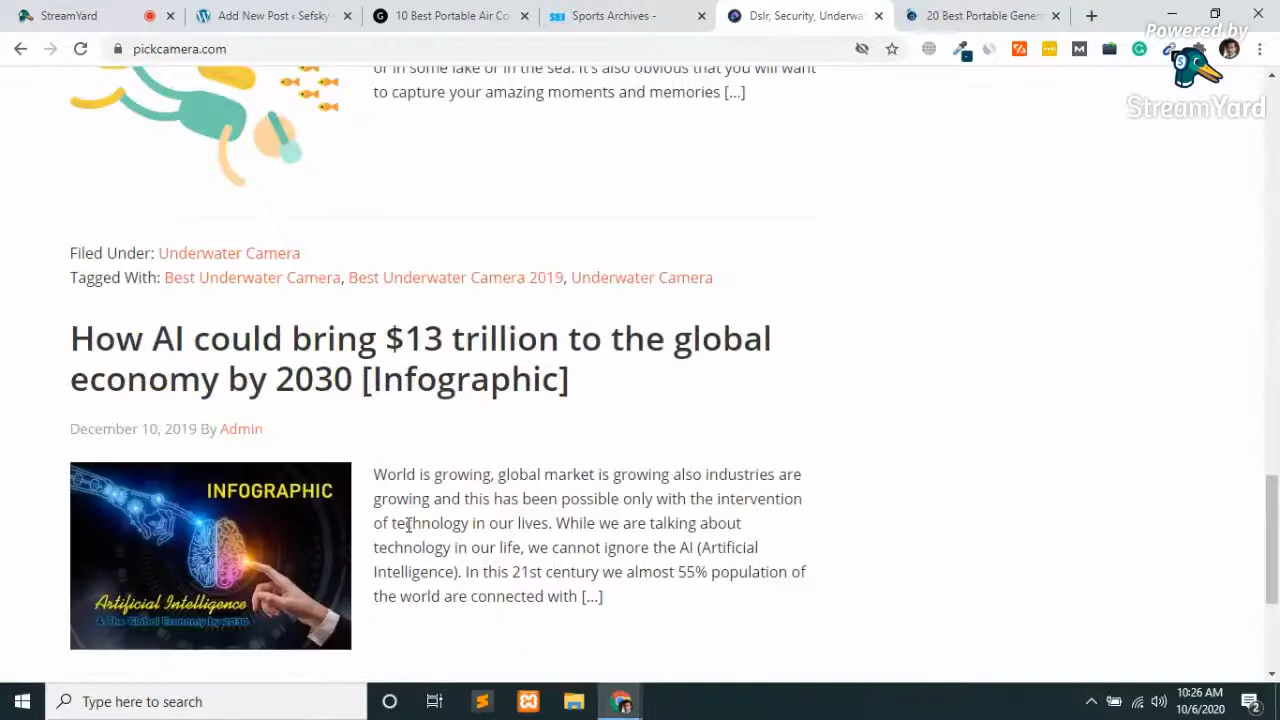 StreamYard
Add New Post ‹ Sefsky
10 Best Portable Air Co
Sports Archives -
Dslr, Security, Underwa
20 Best Portable Gener
Powered by
pickcamera.com
StreamYard
or in some lake or in the sea. It's also obvious that you will want
to capture your amazing moments and memories [...]
Filed Under: Underwater Camera
Tagged With: Best Underwater Camera, Best Underwater Camera 2019, Underwater Camera
How AI could bring $13 trillion to the global
economy by 2030 [Infographic]
December 10, 2019 By Admin
INFOGRAPHIC
Artificial Intelligence
& The Global Economy by 2030
World is growing, global market is growing also industries are
growing and this has been possible only with the intervention
of technology in our lives. While we are talking about
technology in our life, we cannot ignore the AI (Artificial
Intelligence). In this 21st century we almost 55% population of
the world are connected with [...]
Type here to search
10:26 AM
10/6/2020
2